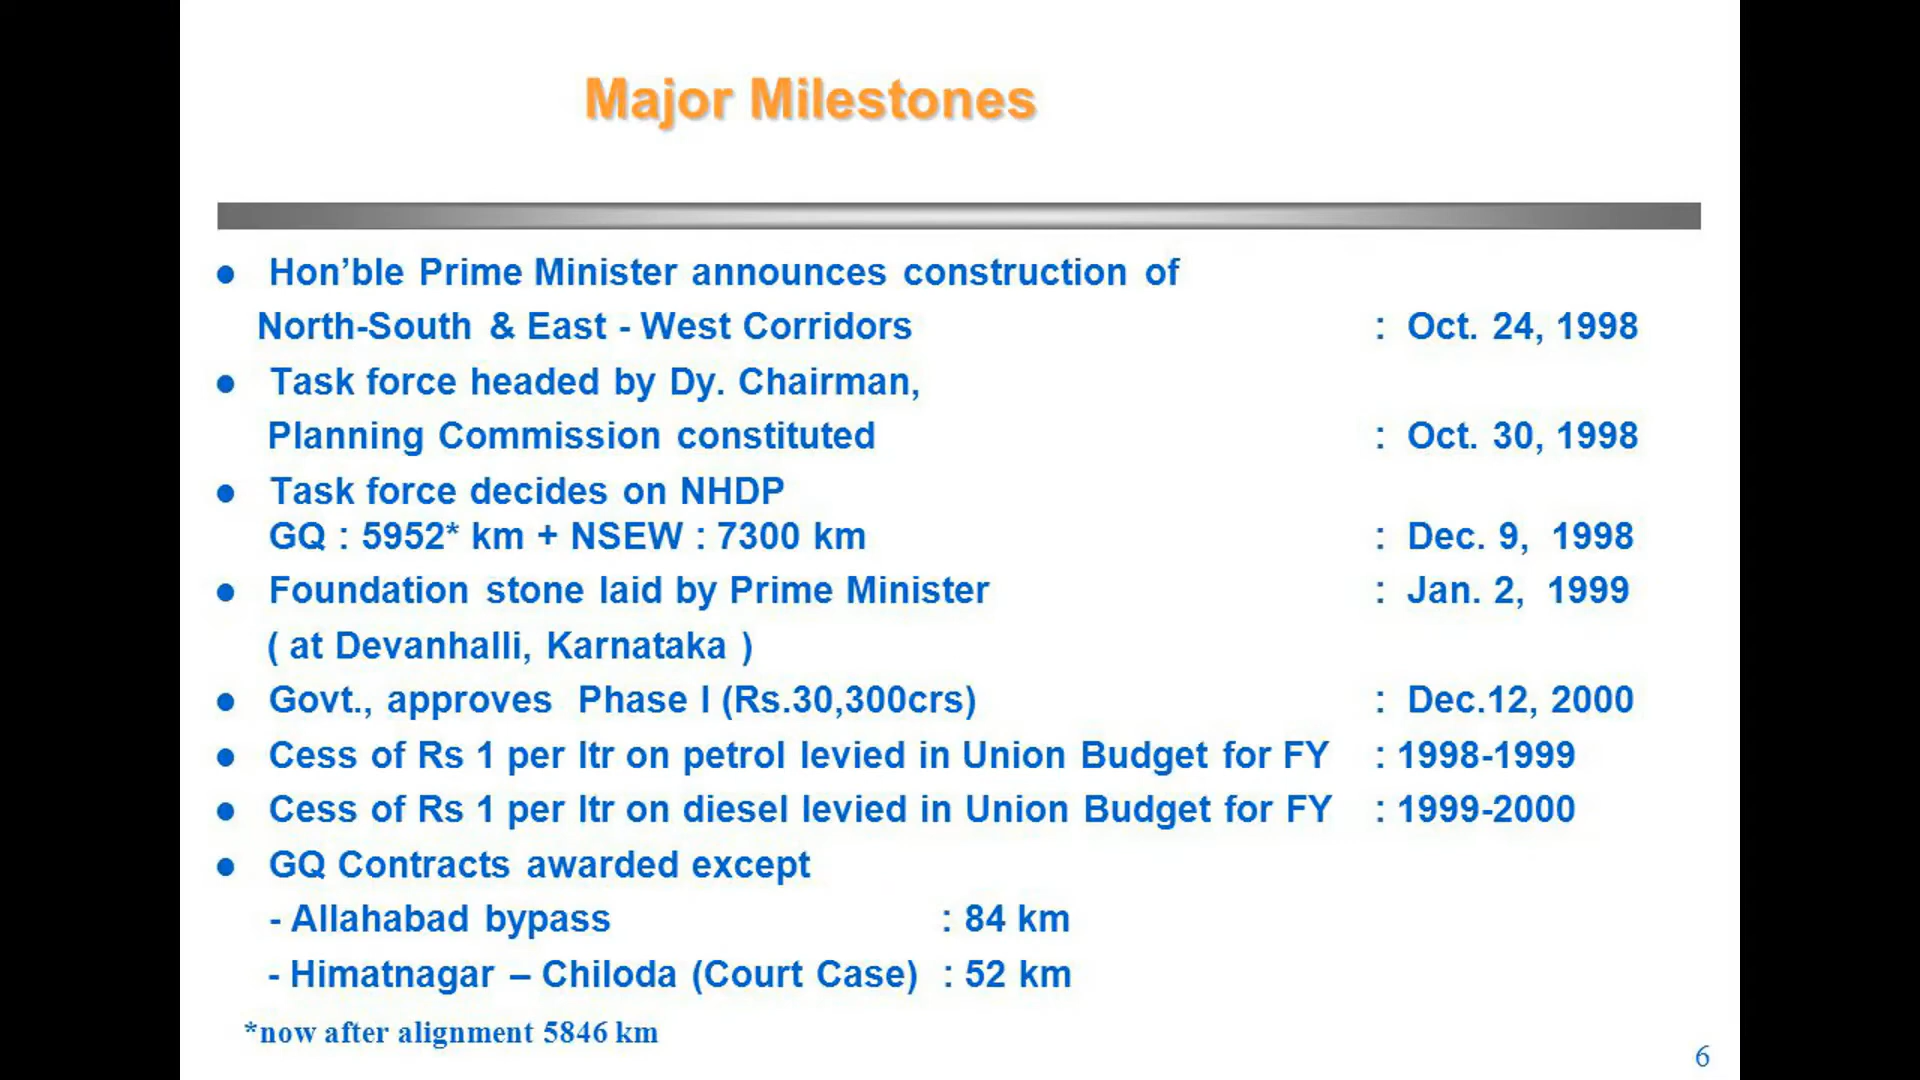 Major Milestones
● Hon’ble Prime Minister announces construction of
North-South & East - West Corridors : Oct. 24, 1998
● Task force headed by Dy. Chairman,
Planning Commission constituted : Oct. 30, 1998
● Task force decides on NHDP
GQ : 5952* km + NSEW : 7300 km : Dec. 9, 1998
● Foundation stone laid by Prime Minister : Jan. 2, 1999
( at Devanhalli, Karnataka )
● Govt., approves Phase I (Rs.30,300crs) : Dec.12, 2000
● Cess of Rs 1 per ltr on petrol levied in Union Budget for FY : 1998-1999
● Cess of Rs 1 per ltr on diesel levied in Union Budget for FY : 1999-2000
● GQ Contracts awarded except
- Allahabad bypass : 84 km
- Himatnagar – Chiloda (Court Case) : 52 km
*now after alignment 5846 km
6